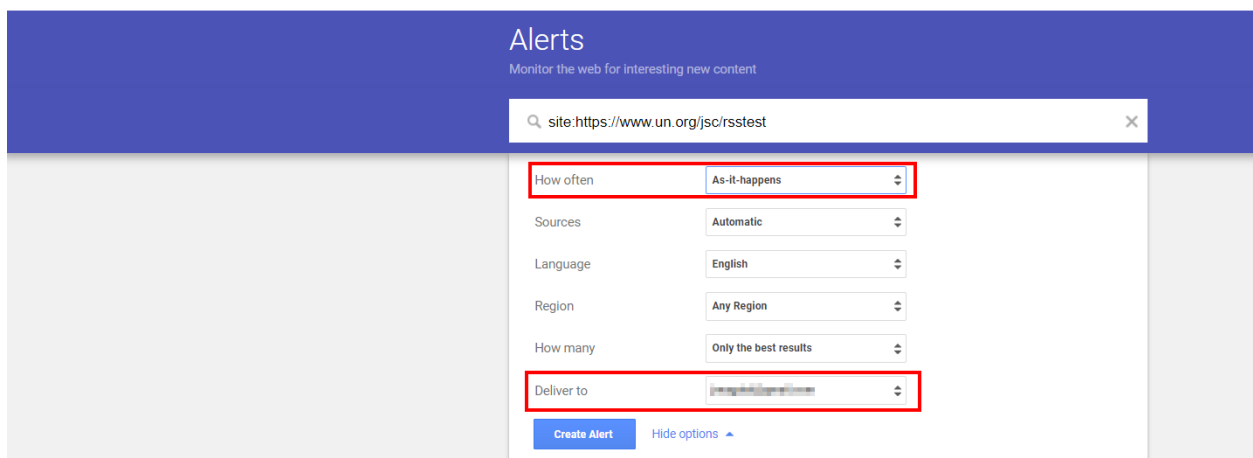 Alerts
Monitor the web for interesting new content
site:https://www.un.org/jsc/rsstest
How often As-it-happens
Sources Automatic
Language English
Region Any Region
How many Only the best results
Deliver to
Create Alert Hide options